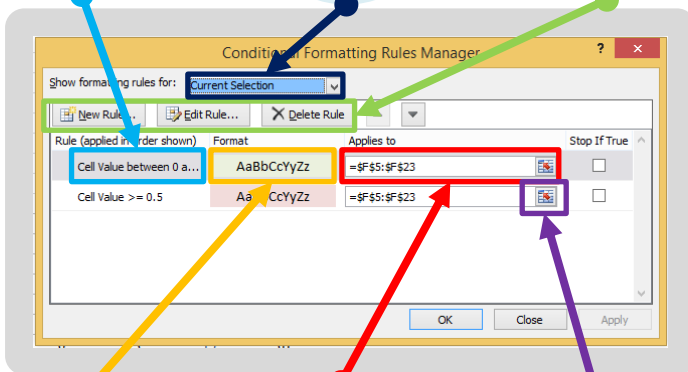 Conditional Formatting Rules Manager ? ×
Show formatting rules for: Current Selection
New Rule... Edit Rule... Delete Rule
Rule (applied in order shown) Format Applies to Stop If True
Cell Value between 0 a... AaBbCcYyZz =$F$5:$F$23
Cell Value >= 0.5 AaBbCcYyZz =$F$5:$F$23
OK Close Apply